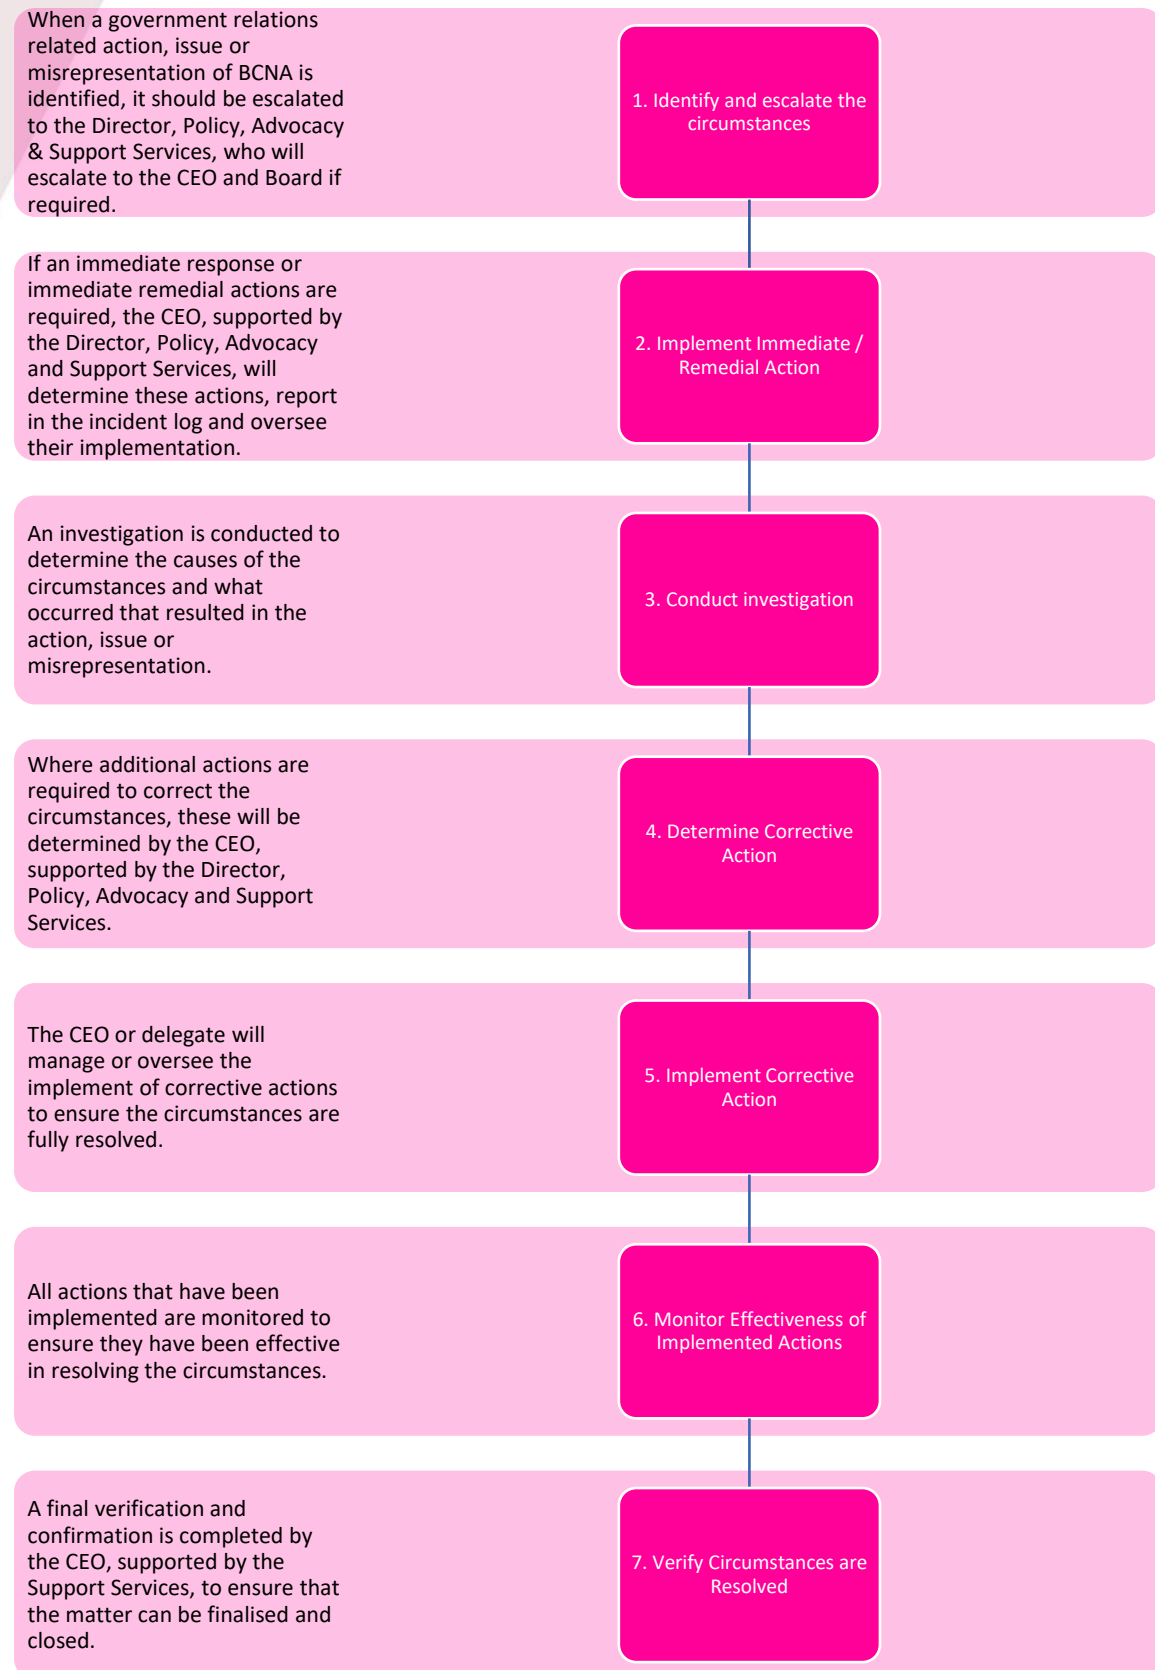 When a government relations
related action, issue or
misrepresentation of BCNA is
identified, it should be escalated
to the Director, Policy, Advocacy
& Support Services, who will
escalate to the CEO and Board if
required.
1. Identify and escalate the
circumstances
If an immediate response or
immediate remedial actions are
required, the CEO, supported by
the Director, Policy, Advocacy
and Support Services, will
determine these actions, report
in the incident log and oversee
their implementation.
2. Implement Immediate /
Remedial Action
An investigation is conducted to
determine the causes of the
circumstances and what
occurred that resulted in the
action, issue or
misrepresentation.
3. Conduct investigation
Where additional actions are
required to correct the
circumstances, these will be
determined by the CEO,
supported by the Director,
Policy, Advocacy and Support
Services.
4. Determine Corrective
Action
The CEO or delegate will
manage or oversee the
implement of corrective actions
to ensure the circumstances are
fully resolved.
5. Implement Corrective
Action
All actions that have been
implemented are monitored to
ensure they have been effective
in resolving the circumstances.
6. Monitor Effectiveness of
Implemented Actions
A final verification and
confirmation is completed by
the CEO, supported by the
Support Services, to ensure that
the matter can be finalised and
closed.
7. Verify Circumstances are
Resolved